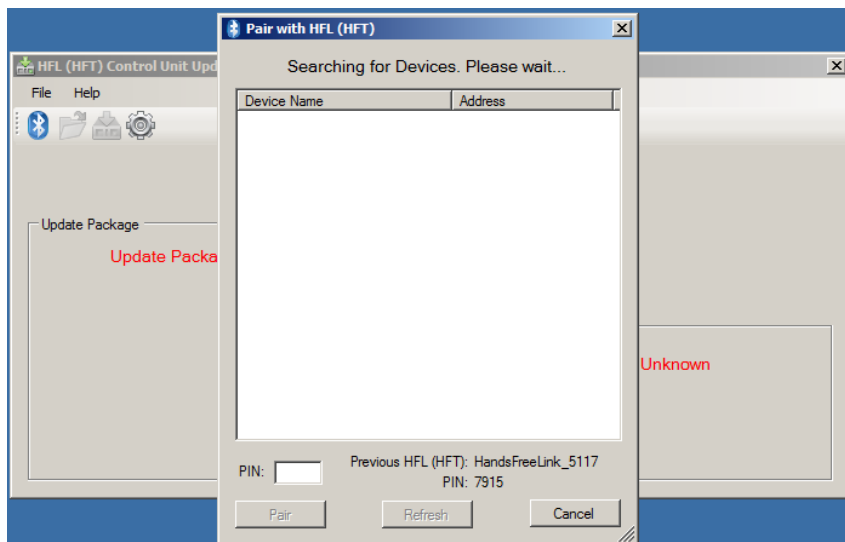 Pair with HFL (HFT)
Searching for Devices. Please wait...
Device Name Address
PIN:
Previous HFL (HFT): HandsFreeLink_5117
PIN: 7915
Pair Refresh Cancel
HFL (HFT) Control Unit Upd
File Help
Update Package
Update Packa
Unknown